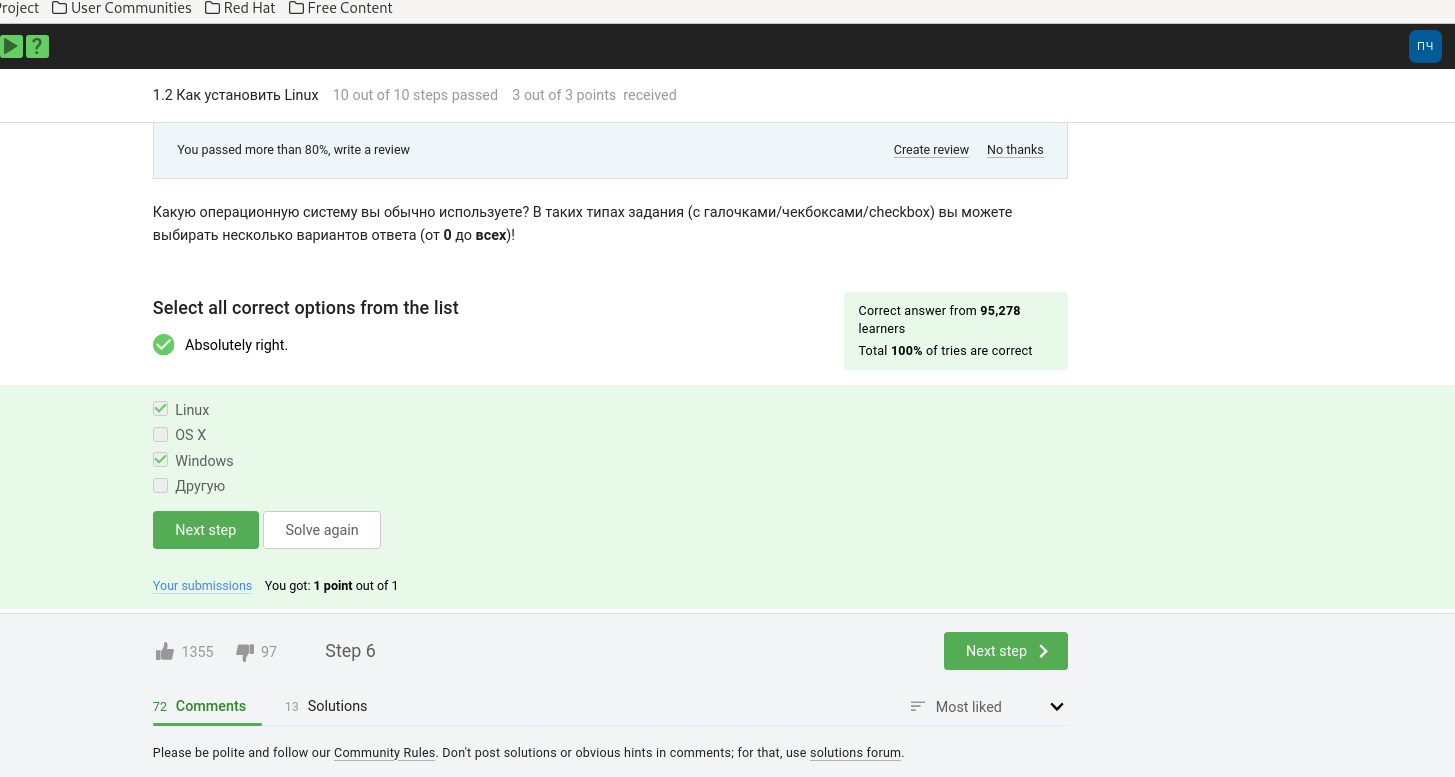 Project User Communities Red Hat Free Content
?
ПЧ
1.2 Как установить Linux 10 out of 10 steps passed 3 out of 3 points received
You passed more than 80%, write a review Create review No thanks
Какую операционную систему вы обычно используете? В таких типах задания (с галочками/чекбоксами/checkbox) вы можете
выбирать несколько вариантов ответа (от 0 до всех)!
Select all correct options from the list
Absolutely right.
Correct answer from 95,278
learners
Total 100% of tries are correct
Linux
OS X
Windows
Другую
Next step Solve again
Your submissions You got: 1 point out of 1
1355 97 Step 6 Next step
72 Comments 13 Solutions Most liked
Please be polite and follow our Community Rules. Don't post solutions or obvious hints in comments; for that, use solutions forum.